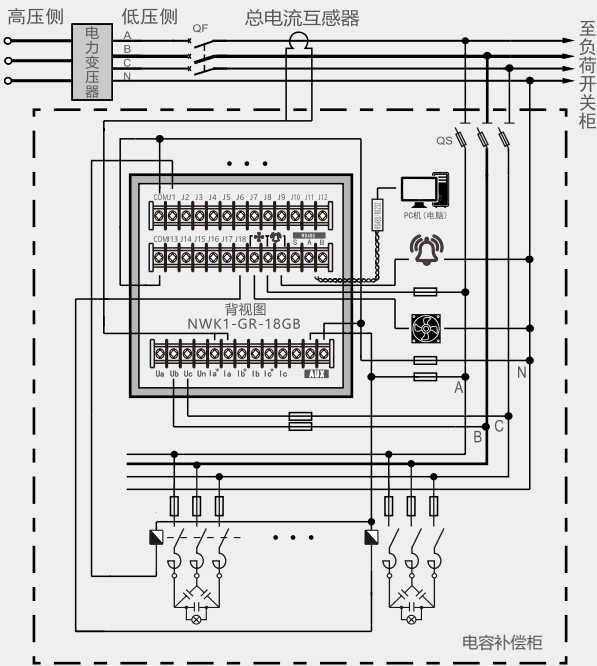 高压侧
电力变压器
低压侧
A
B
C
N
QF
总电流互感器
至负荷开关柜
QS
COM J1 J2 J3 J4 J5 J6 J7 J8 J9 J10 J11 J12
COM J13 J14 J15 J16 J17 J18
RS485
S A B
PC机(电脑)
背视图
NWK1-GR-18GB
Ua Ub Uc Un Ia* Ia Ib* Ib Ic* Ic AUX
A
N
B
C
电容补偿柜